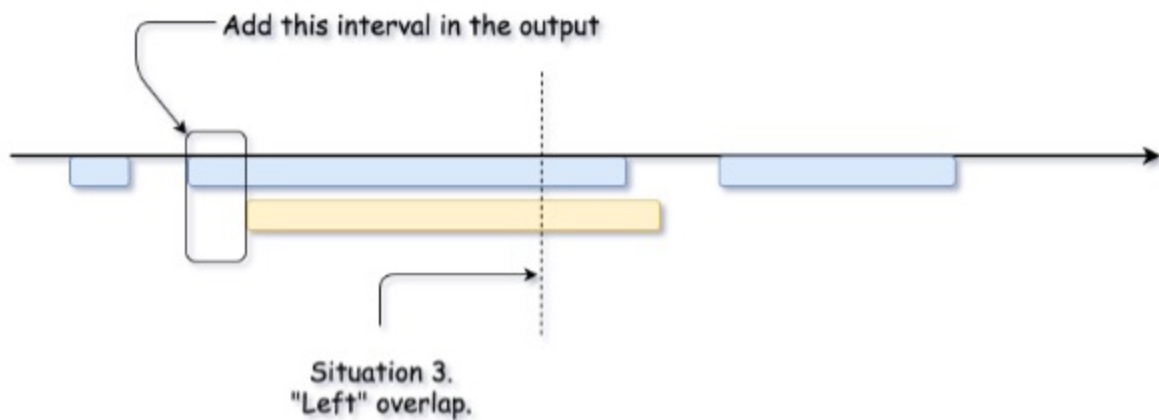 Add this interval in the output
Situation 3.
"Left" overlap.